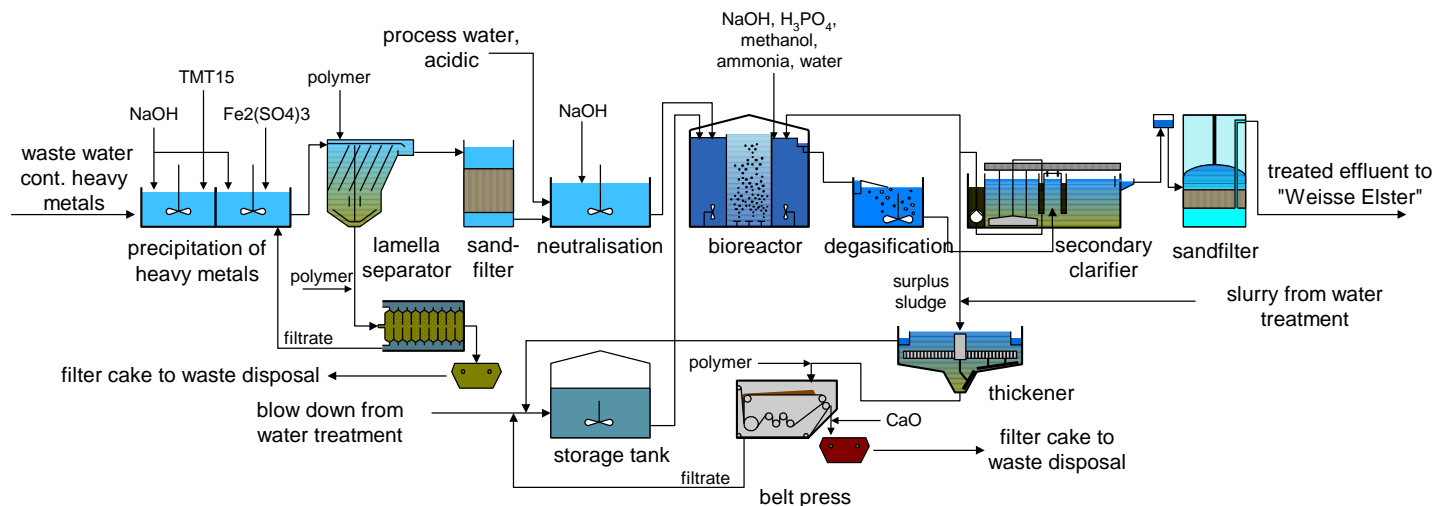 NaOH, H3PO4,
methanol,
ammonia, water
process water,
acidic
TMT15
polymer
NaOH
Fe2(SO4)3
NaOH
waste water
cont. heavy
metals
treated effluent to
"Weisse Elster"
precipitation of
heavy metals
lamella
separator
sand-
filter
neutralisation
bioreactor
degasification
secondary
clarifier
sandfilter
polymer
surplus
sludge
slurry from water
treatment
filtrate
filter cake to waste disposal
polymer
thickener
blow down from
water treatment
CaO
storage tank
filter cake to
waste disposal
filtrate
belt press